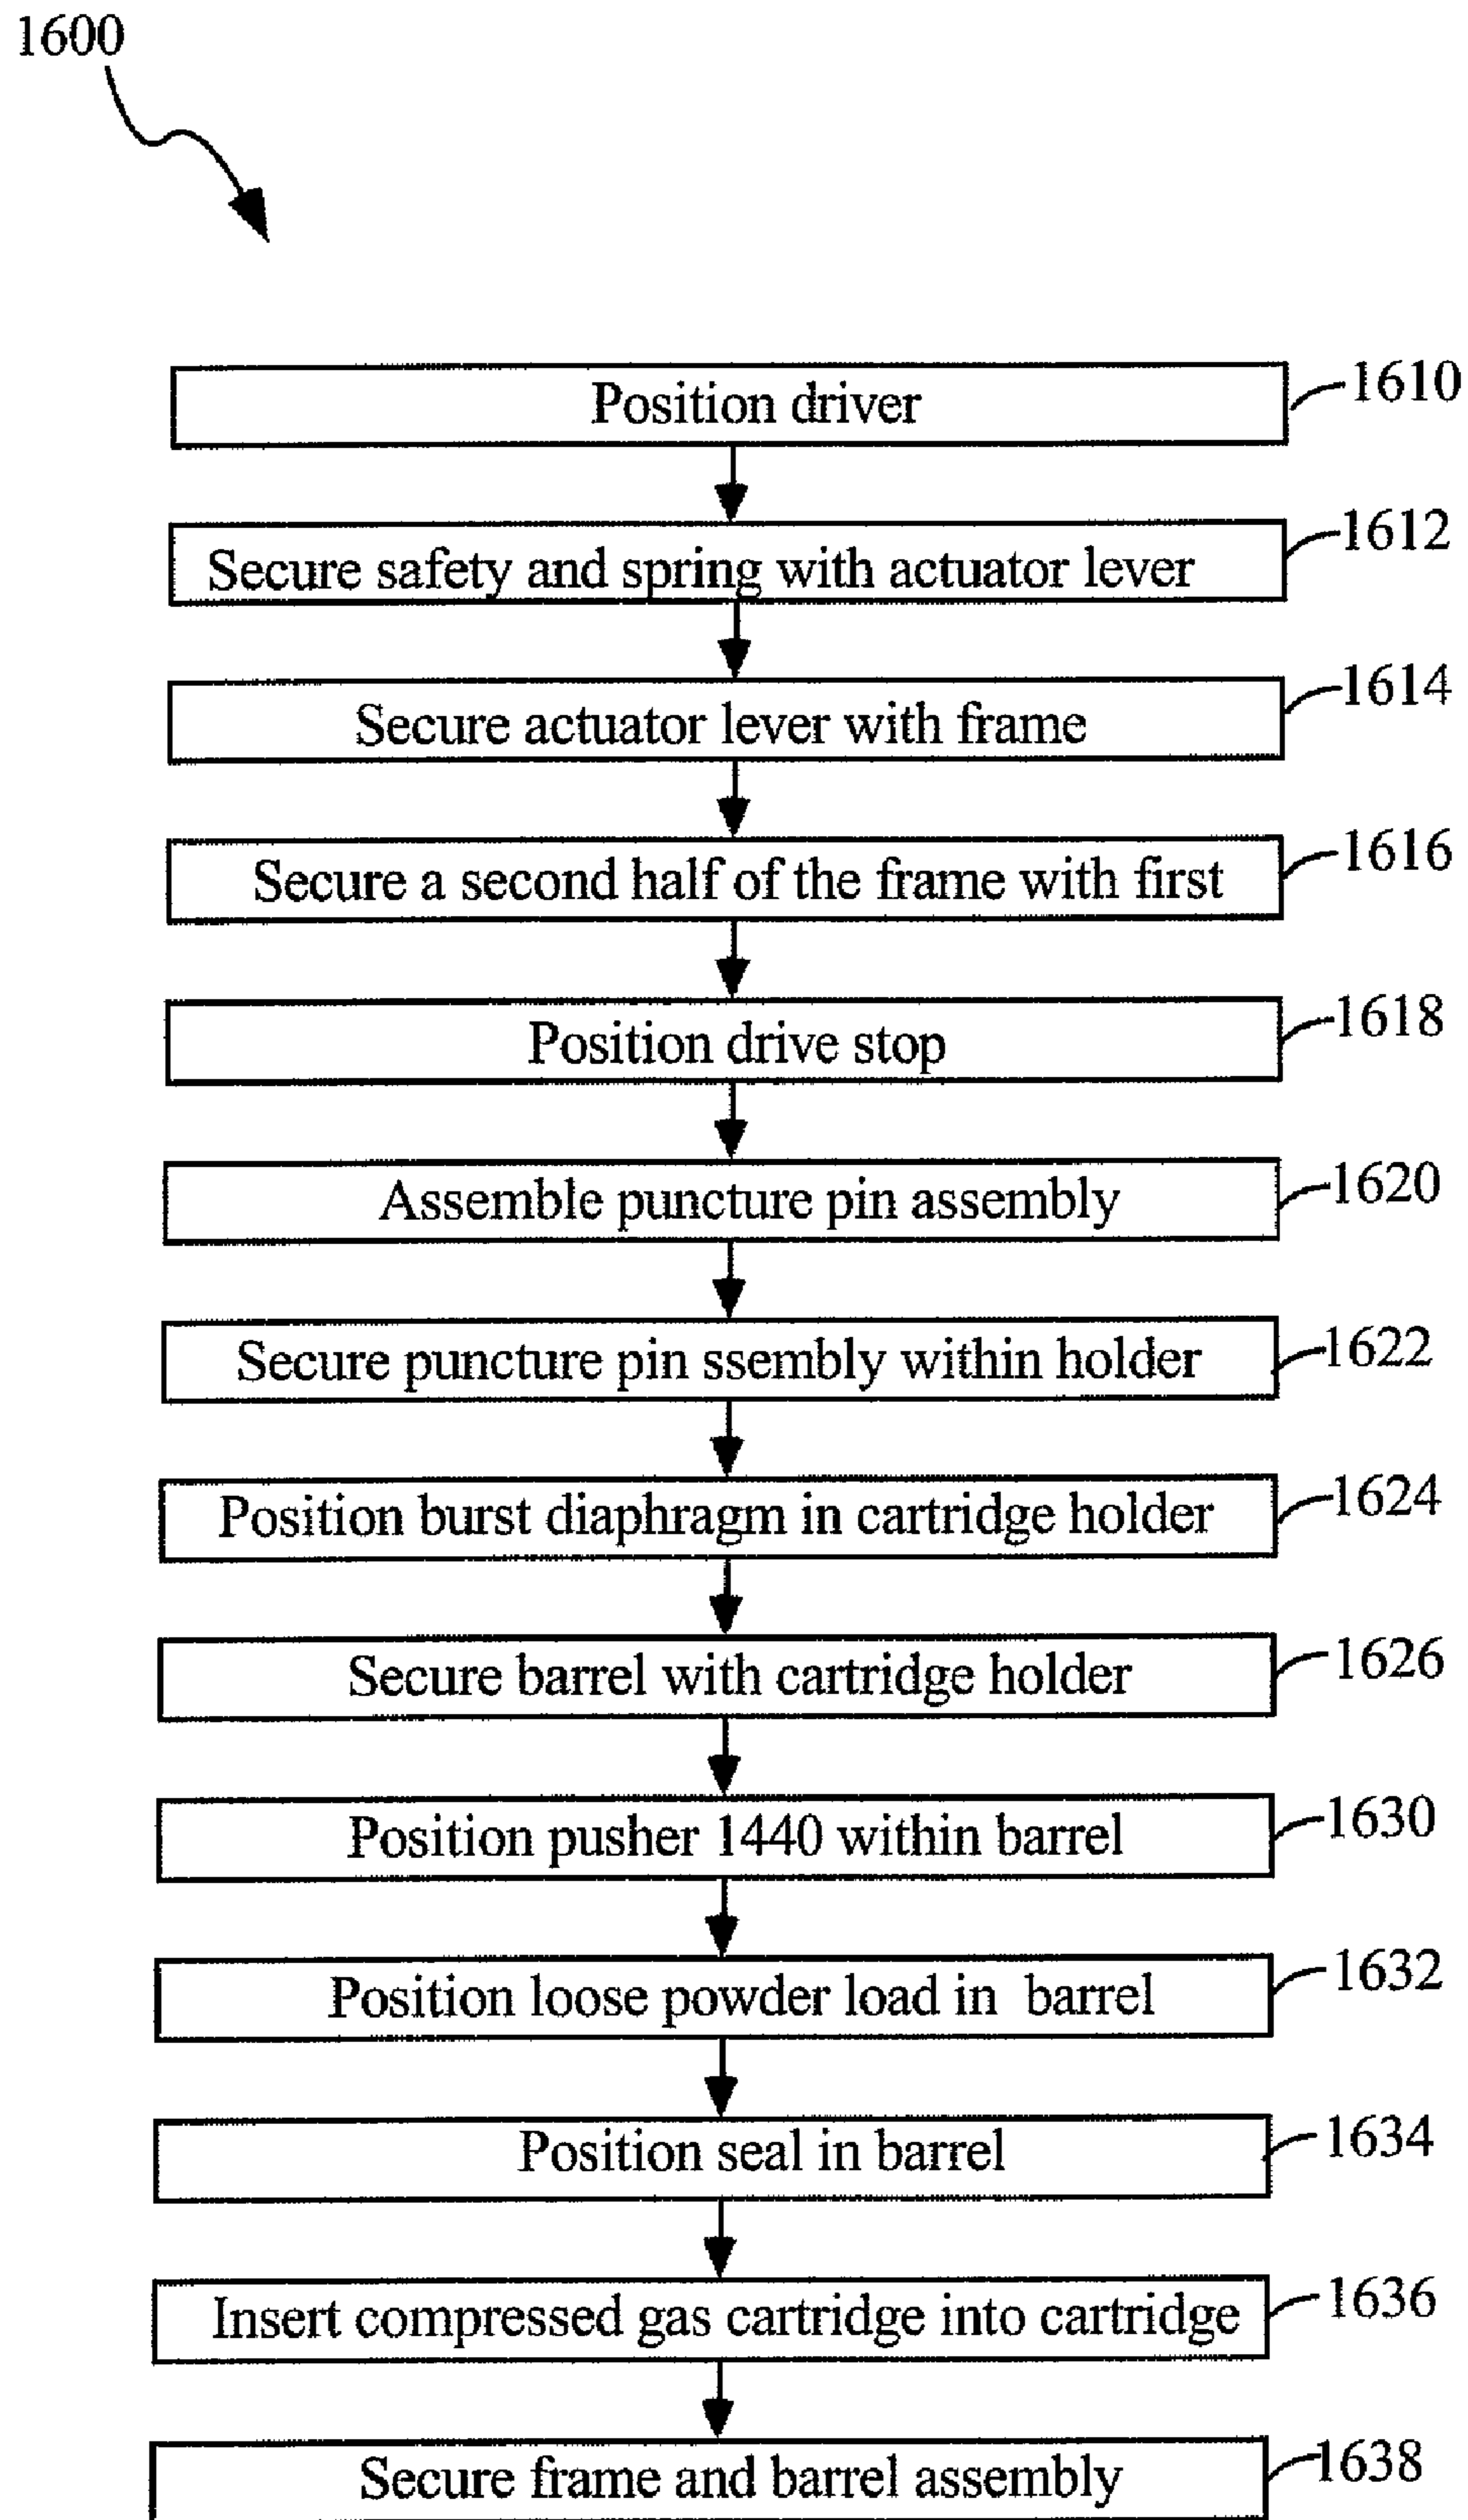 1600
Position driver 1610
Secure safety and spring with actuator lever 1612
Secure actuator lever with frame 1614
Secure a second half of the frame with first 1616
Position drive stop 1618
Assemble puncture pin assembly 1620
Secure puncture pin ssembly within holder 1622
Position burst diaphragm in cartridge holder 1624
Secure barrel with cartridge holder 1626
Position pusher 1440 within barrel 1630
Position loose powder load in barrel 1632
Position seal in barrel 1634
Insert compressed gas cartridge into cartridge 1636
Secure frame and barrel assembly 1638